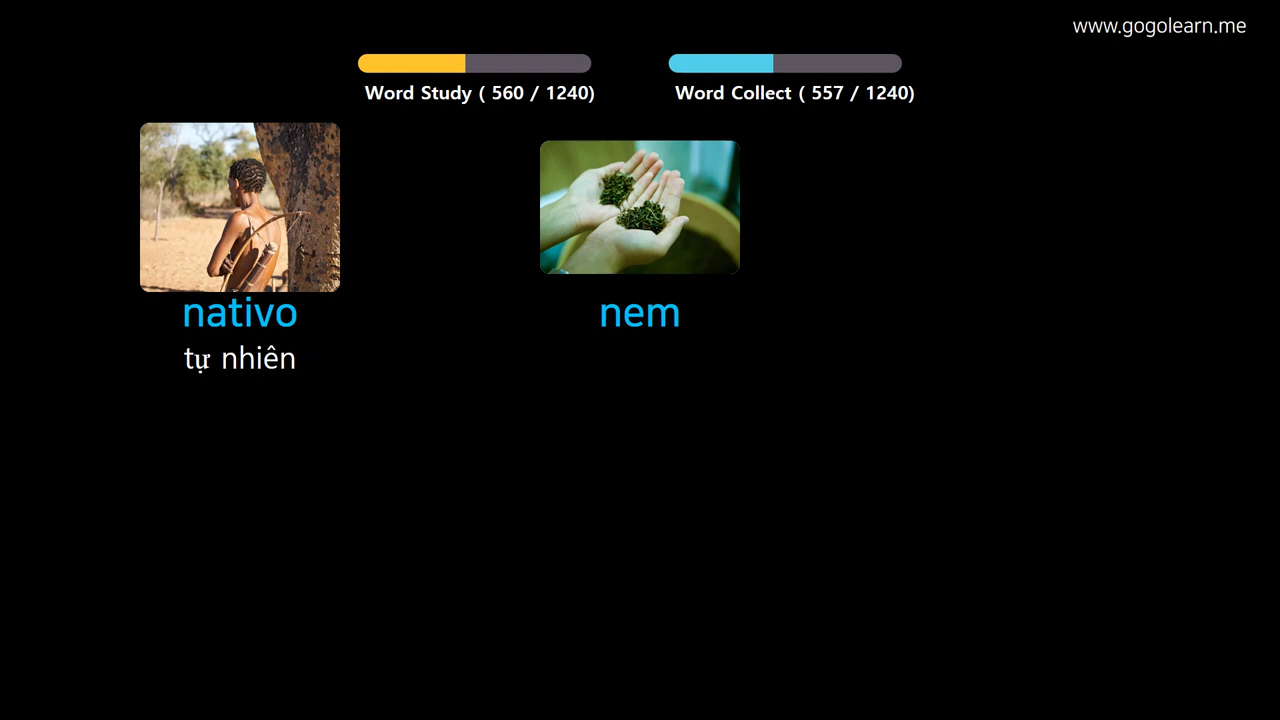 www.gogolearn.me
Word Study ( 560 / 1240)
Word Collect ( 557 / 1240)
nativo
tự nhiên
nem